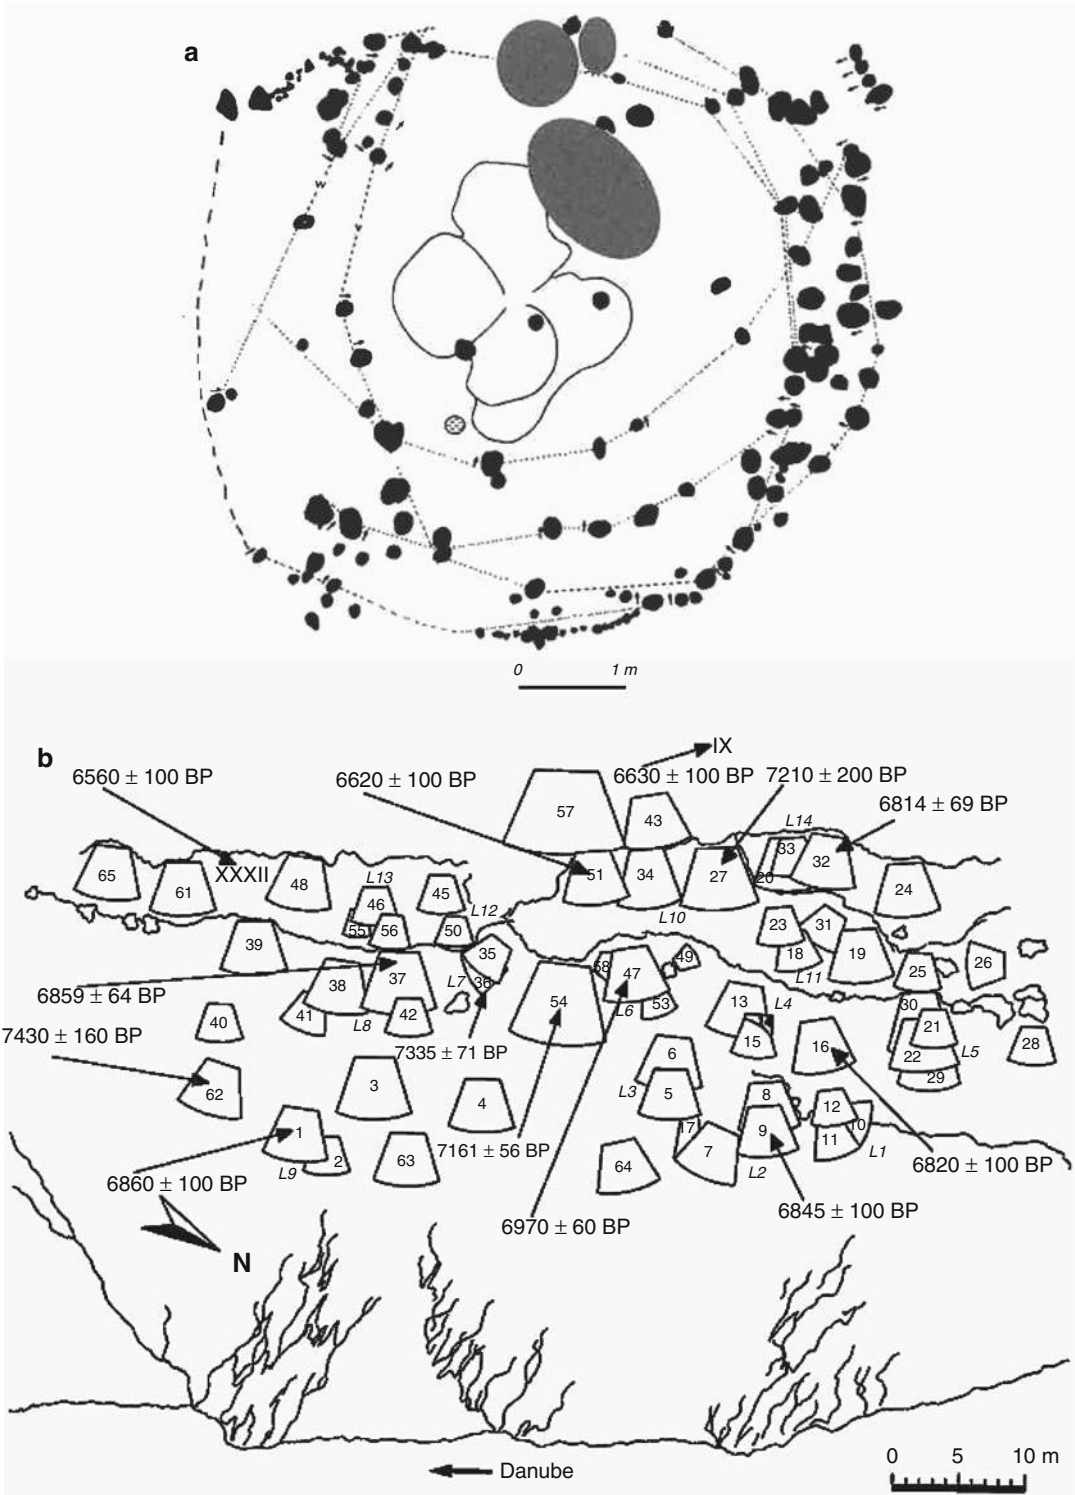 a
w
v
0 1 m
b
IX
6560 ± 100 BP
6620 ± 100 BP
6630 ± 100 BP
7210 ± 200 BP
6814 ± 69 BP
57
43
L14
33
32
65
61
XXXII
48
L13
46
45
51
34
27
20
24
55
56
50
L12
L10
23
31
39
35
18
19
L11
25
26
37
36
L7
58
47
49
6859 ± 64 BP
38
54
L6
53
13
L4
30
40
41
L8
42
15
21
7430 ± 160 BP
7335 ± 71 BP
6
16
22
L5
28
29
62
3
4
L3
5
8
12
17
10
1
7161 ± 56 BP
9
11
L1
2
63
64
7
L2
L9
6820 ± 100 BP
6860 ± 100 BP
6970 ± 60 BP
6845 ± 100 BP
N
0 5 10 m
Danube